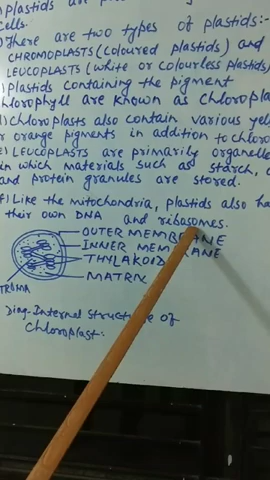 ) plastids are
cells.
) There are two types of plastids:-
CHROMOPLASTS (coloured plastids) and
LEUCOPLASTS (white or colourless plastids)
) plastids containing the pigment
chlorophyll are known as chloropla
) chloroplasts also contain various yel
or orange pigments in addition to chloro
e) LEUCOPLASTS are primarily organelle
in which materials such as starch, o
and protein granules are stored.
f) Like the mitochondria, plastids also ha
their own DNA and ribosomes.
OUTER MEMBRANE
INNER MEMBRANE
THYLAKOID
MATRIX
STROMA
Diag-Internal structure of
chloroplast: